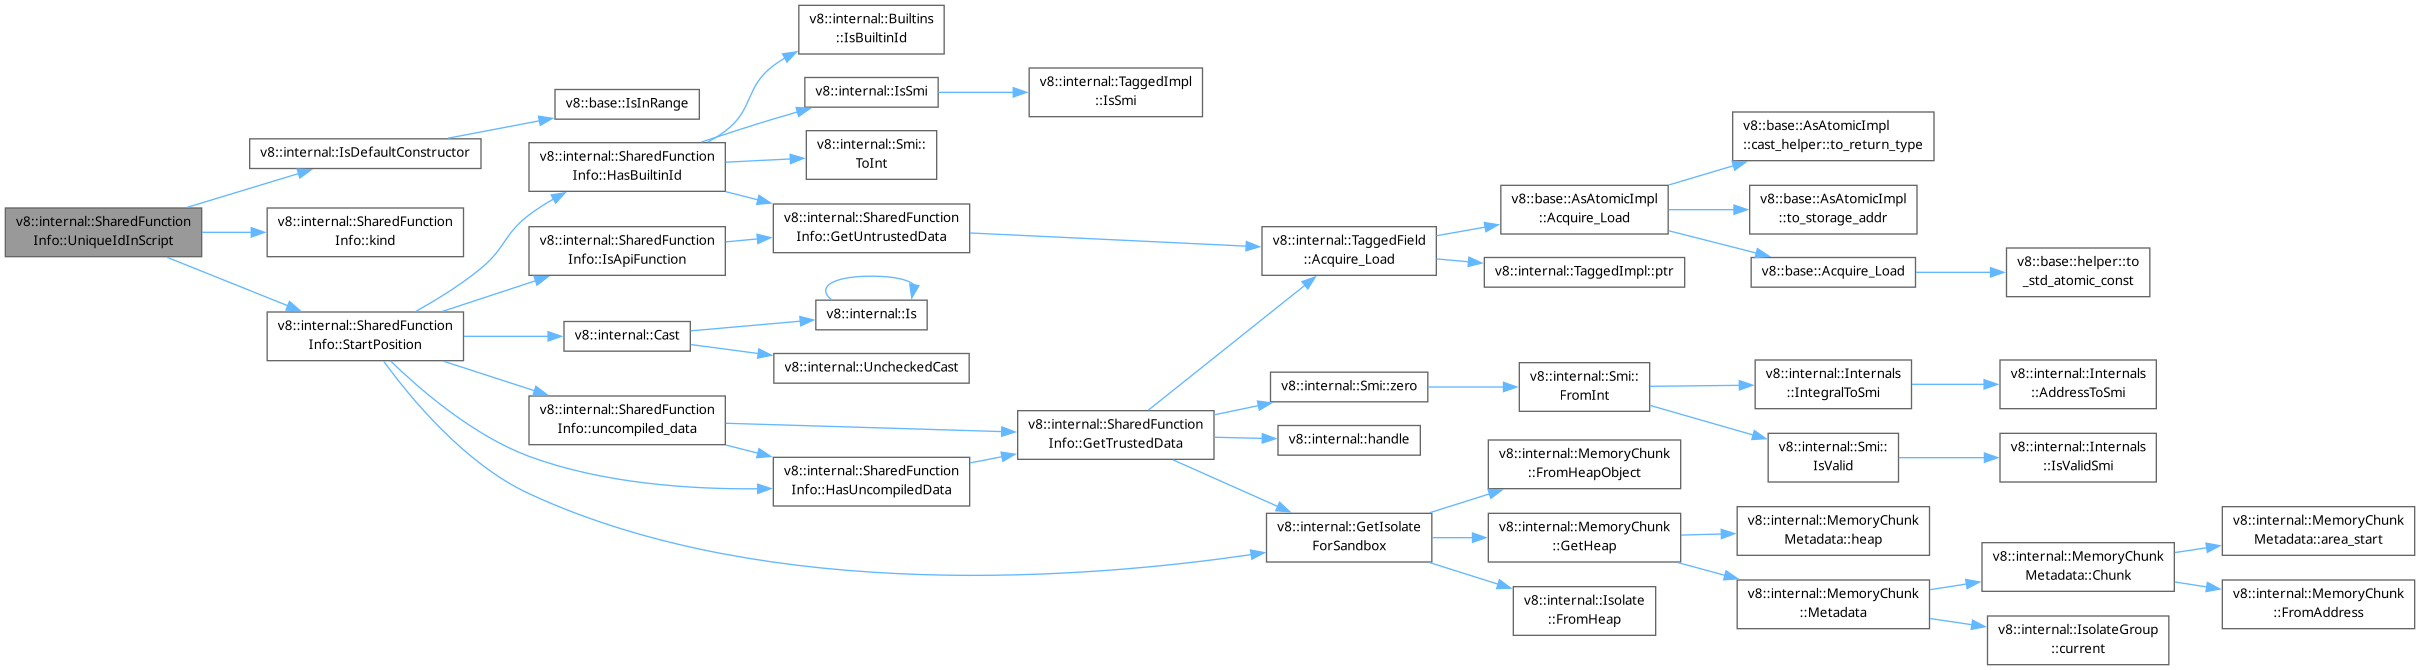 v8::internal::SharedFunction
Info::UniqueIdInScript
v8::internal::IsDefaultConstructor
v8::internal::SharedFunction
Info::kind
v8::internal::SharedFunction
Info::StartPosition
v8::base::IsInRange
v8::internal::SharedFunction
Info::HasBuiltinId
v8::internal::SharedFunction
Info::IsApiFunction
v8::internal::Cast
v8::internal::SharedFunction
Info::uncompiled_data
v8::internal::Builtins
::IsBuiltinId
v8::internal::IsSmi
v8::internal::Smi::
ToInt
v8::internal::SharedFunction
Info::GetUntrustedData
v8::internal::Is
v8::internal::UncheckedCast
v8::internal::SharedFunction
Info::HasUncompiledData
v8::internal::TaggedImpl
::IsSmi
v8::internal::SharedFunction
Info::GetTrustedData
v8::internal::TaggedField
::Acquire_Load
v8::internal::Smi::zero
v8::internal::handle
v8::internal::GetIsolate
ForSandbox
v8::base::AsAtomicImpl
::Acquire_Load
v8::internal::TaggedImpl::ptr
v8::internal::Smi::
FromInt
v8::internal::MemoryChunk
::FromHeapObject
v8::internal::MemoryChunk
::GetHeap
v8::internal::Isolate
::FromHeap
v8::base::AsAtomicImpl
::cast_helper::to_return_type
v8::base::AsAtomicImpl
::to_storage_addr
v8::base::Acquire_Load
v8::internal::Internals
::IntegralToSmi
v8::internal::Smi::
IsValid
v8::internal::MemoryChunk
Metadata::heap
v8::internal::MemoryChunk
::Metadata
v8::base::helper::to
_std_atomic_const
v8::internal::Internals
::AddressToSmi
v8::internal::Internals
::IsValidSmi
v8::internal::MemoryChunk
Metadata::Chunk
v8::internal::IsolateGroup
::current
v8::internal::MemoryChunk
Metadata::area_start
v8::internal::MemoryChunk
::FromAddress